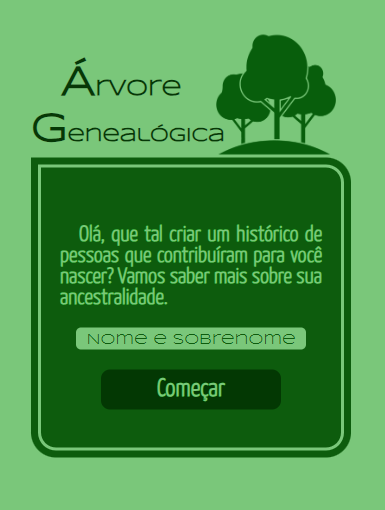 Árvore
Genealógica
Olá, que tal criar um histórico de
pessoas que contribuíram para você
nascer? Vamos saber mais sobre sua
ancestralidade.
Nome e sobrenome
Começar